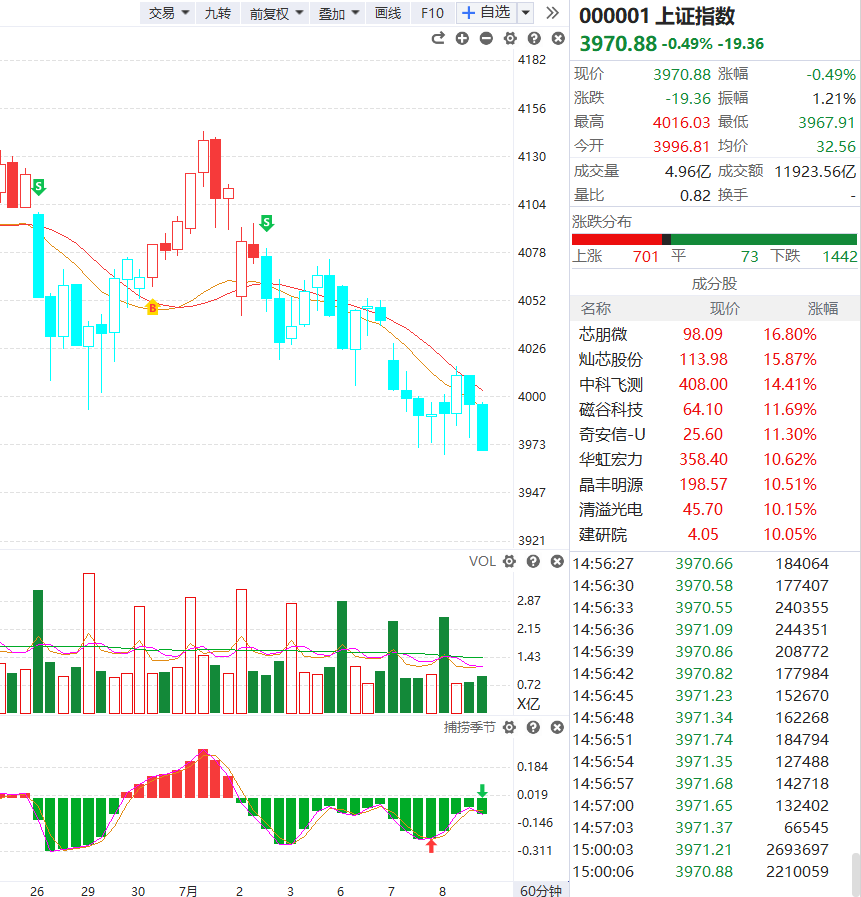 交易 九转 前复权 叠加 画线 F10 自选
000001 上证指数
3970.88 -0.49% -19.36
现价 3970.88 涨幅 -0.49%
涨跌 -19.36 振幅 1.21%
最高 4016.03 最低 3967.91
今开 3996.81 均价 32.56
成交量 4.96亿 成交额 11923.56亿
量比 0.82 换手 -
涨跌分布
上涨 701 平 73 下跌 1442
成分股
名称 现价 涨幅
芯朋微 98.09 16.80%
灿芯股份 113.98 15.87%
中科飞测 408.00 14.41%
磁谷科技 64.10 11.69%
奇安信-U 25.60 11.30%
华虹宏力 358.40 10.62%
晶丰明源 198.57 10.51%
清溢光电 45.70 10.15%
建研院 4.05 10.05%
14:56:27 3970.66 184064
14:56:30 3970.58 177407
14:56:33 3970.55 240355
14:56:36 3971.09 244351
14:56:39 3970.86 208772
14:56:42 3970.82 177984
14:56:45 3971.23 152670
14:56:48 3971.34 162268
14:56:51 3971.74 184794
14:56:54 3971.35 127488
14:56:57 3971.68 142718
14:57:00 3971.65 132402
14:57:03 3971.37 66545
15:00:03 3971.21 2693697
15:00:06 3970.88 2210059
4182
4156
4130
4104
4078
4052
4026
4000
3973
3947
3921
S
S
B
VOL
2.87
2.15
1.43
0.72
X亿
捕捞季节
0.184
0.019
-0.146
-0.311
26 29 30 7月 2 3 6 7 8 60分钟